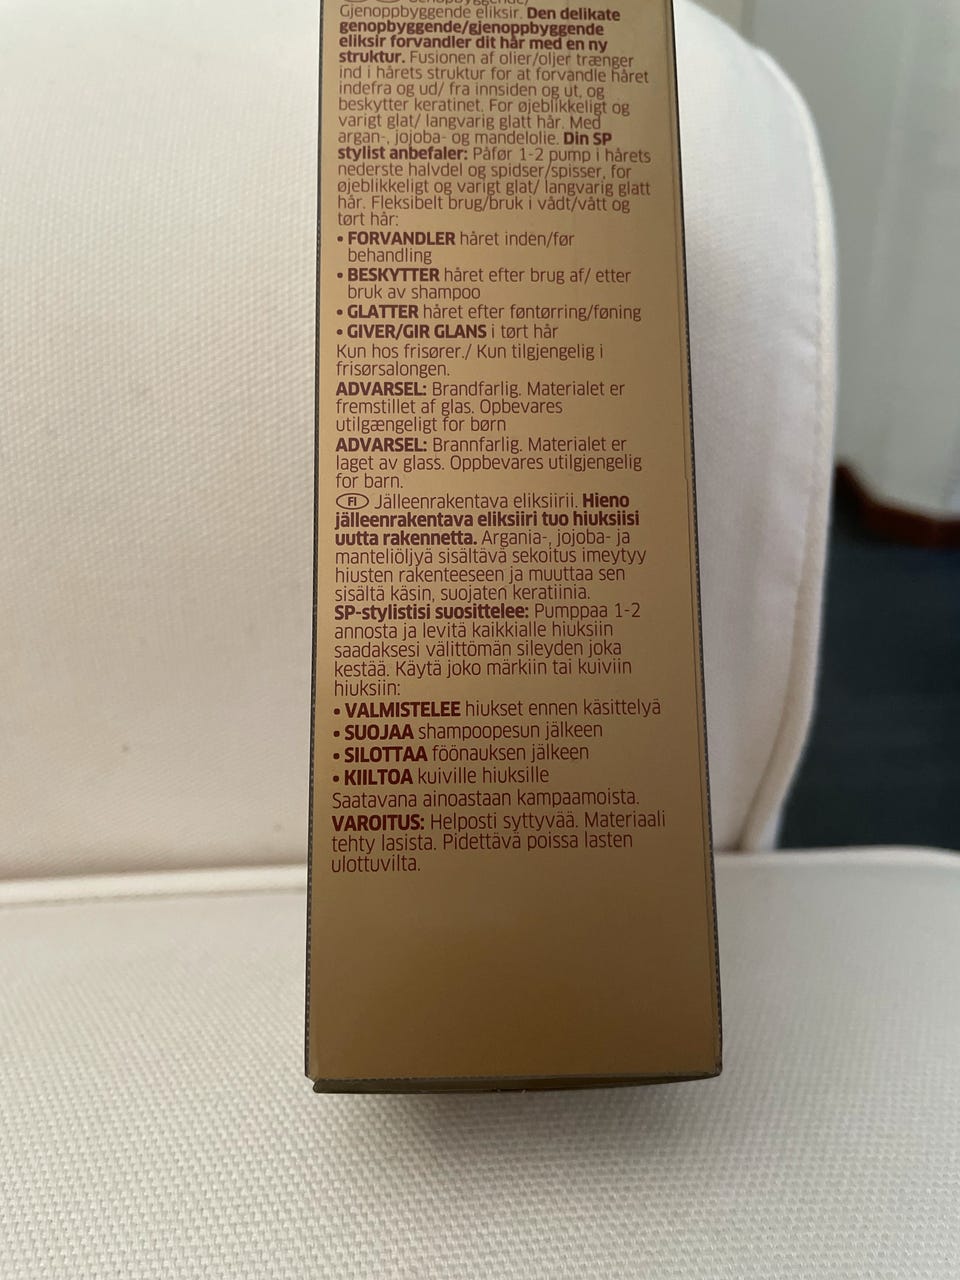 Genopbyggende/
Gjenoppbyggende eliksir. Den delikate
genopbyggende/gjenoppbyggende
eliksir forvandler dit hår med en ny
struktur. Fusionen af olier/oljer trænger
ind i hårets struktur for at forvandle håret
indefra og ud/ fra innsiden og ut, og
beskytter keratinet. For øjeblikkeligt og
varigt glat/ langvarig glatt hår. Med
argan-, jojoba- og mandelolie. Din SP
stylist anbefaler: Påfør 1-2 pump i hårets
nederste halvdel og spidser/spisser, for
øjeblikkeligt og varigt glat/ langvarig glatt
hår. Fleksibelt brug/bruk i vådt/vått og
tørt hår:
• FORVANDLER håret inden/før
behandling
• BESKYTTER håret efter brug af/ etter
bruk av shampoo
• GLATTER håret efter føntørring/føning
• GIVER/GIR GLANS i tørt hår
Kun hos frisører./ Kun tilgjengelig i
frisørsalongen.
ADVARSEL: Brandfarlig. Materialet er
fremstillet af glas. Opbevares
utilgængeligt for børn
ADVARSEL: Brannfarlig. Materialet er
laget av glass. Oppbevares utilgjengelig
for barn.
FI Jälleenrakentava eliksiirii. Hieno
jälleenrakentava eliksiiri tuo hiuksiisi
uutta rakennetta. Argania-, jojoba- ja
manteliöljyä sisältävä sekoitus imeytyy
hiusten rakenteeseen ja muuttaa sen
sisältä käsin, suojaten keratiinia.
SP-stylistisi suosittelee: Pumppaa 1-2
annosta ja levitä kaikkialle hiuksiin
saadaksesi välittömän sileyden joka
kestää. Käytä joko märkiin tai kuiviin
hiuksiin:
• VALMISTELEE hiukset ennen käsittelyä
• SUOJAA shampoopesun jälkeen
• SILOTTAA föönauksen jälkeen
• KIILTOA kuiville hiuksille
Saatavana ainoastaan kampaamoista.
VAROITUS: Helposti syttyvää. Materiaali
tehty lasista. Pidettävä poissa lasten
ulottuvilta.